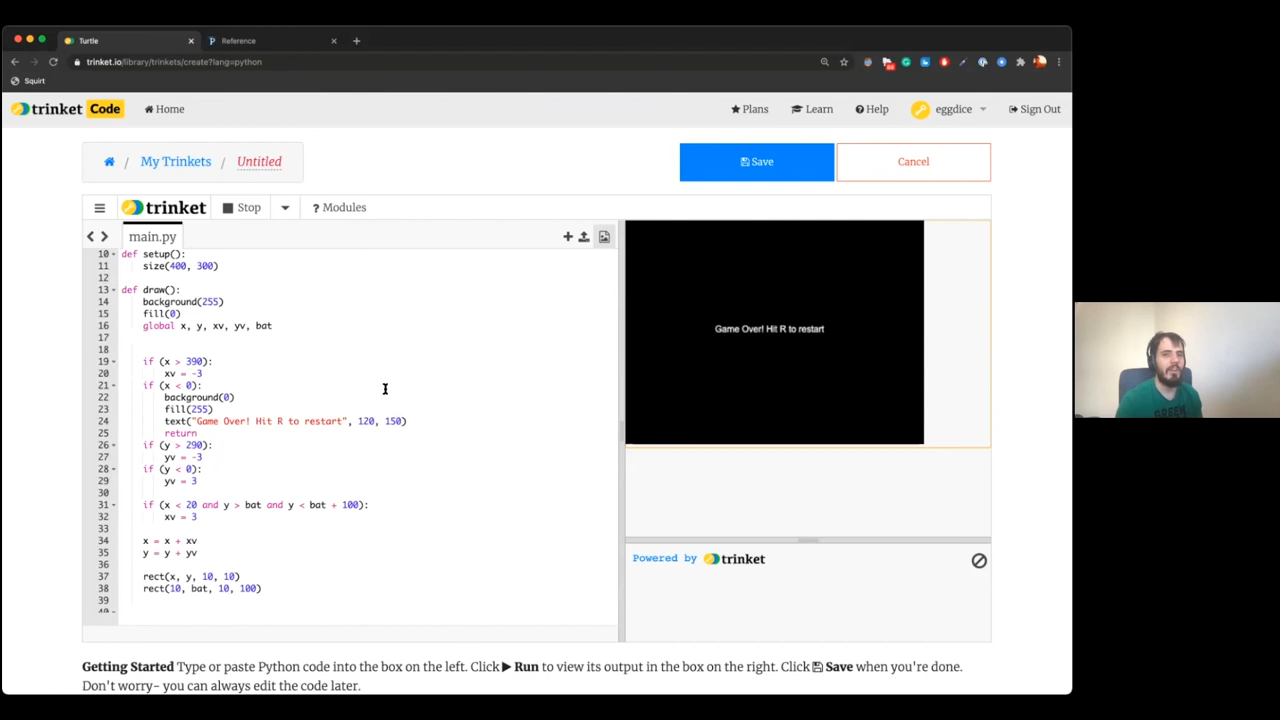 Turtle
Reference
trinket.io/library/trinkets/create?lang=python
Squirt
trinket Code Home Plans Learn Help eggdice Sign Out
/ My Trinkets / Untitled Save Cancel
trinket Stop ? Modules
main.py
10 def setup():
11 size(400, 300)
12
13 def draw():
14 background(255)
15 fill(0)
16 global x, y, xv, yv, bat
17
18
19 if (x > 390):
20 xv = -3
21 if (x < 0):
22 background(0)
23 fill(255)
24 text("Game Over! Hit R to restart", 120, 150)
25 return
26 if (y > 290):
27 yv = -3
28 if (y < 0):
29 yv = 3
30
31 if (x < 20 and y > bat and y < bat + 100):
32 xv = 3
33
34 x = x + xv
35 y = y + yv
36
37 rect(x, y, 10, 10)
38 rect(10, bat, 10, 100)
39
40
Game Over! Hit R to restart
Powered by trinket
Getting Started Type or paste Python code into the box on the left. Click Run to view its output in the box on the right. Click Save when you're done.
Don't worry- you can always edit the code later.